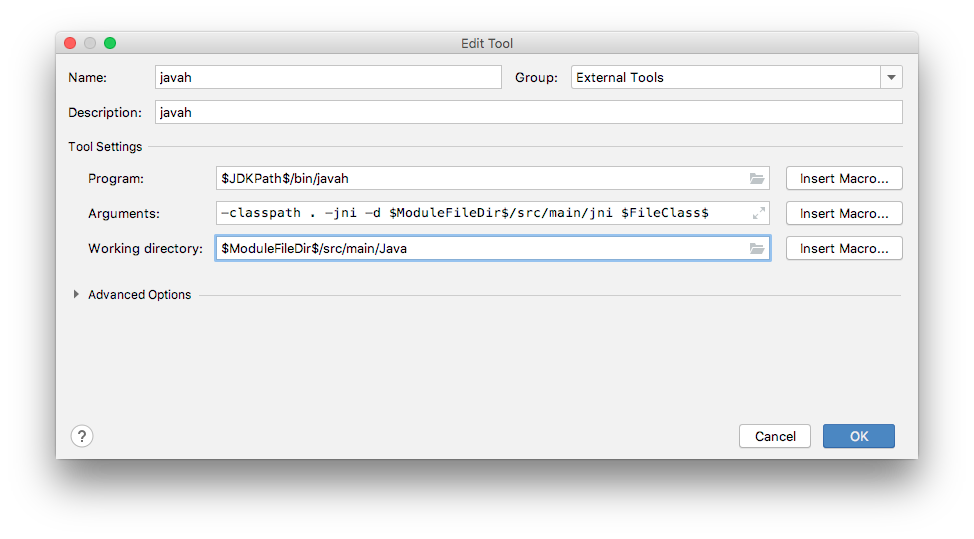 Edit Tool
Name: javah Group: External Tools
Description: javah
Tool Settings
Program: $JDKPath$/bin/javah Insert Macro...
Arguments: –classpath . –jni –d $ModuleFileDir$/src/main/jni $FileClass$ Insert Macro...
Working directory: $ModuleFileDir$/src/main/Java Insert Macro...
Advanced Options
? Cancel OK